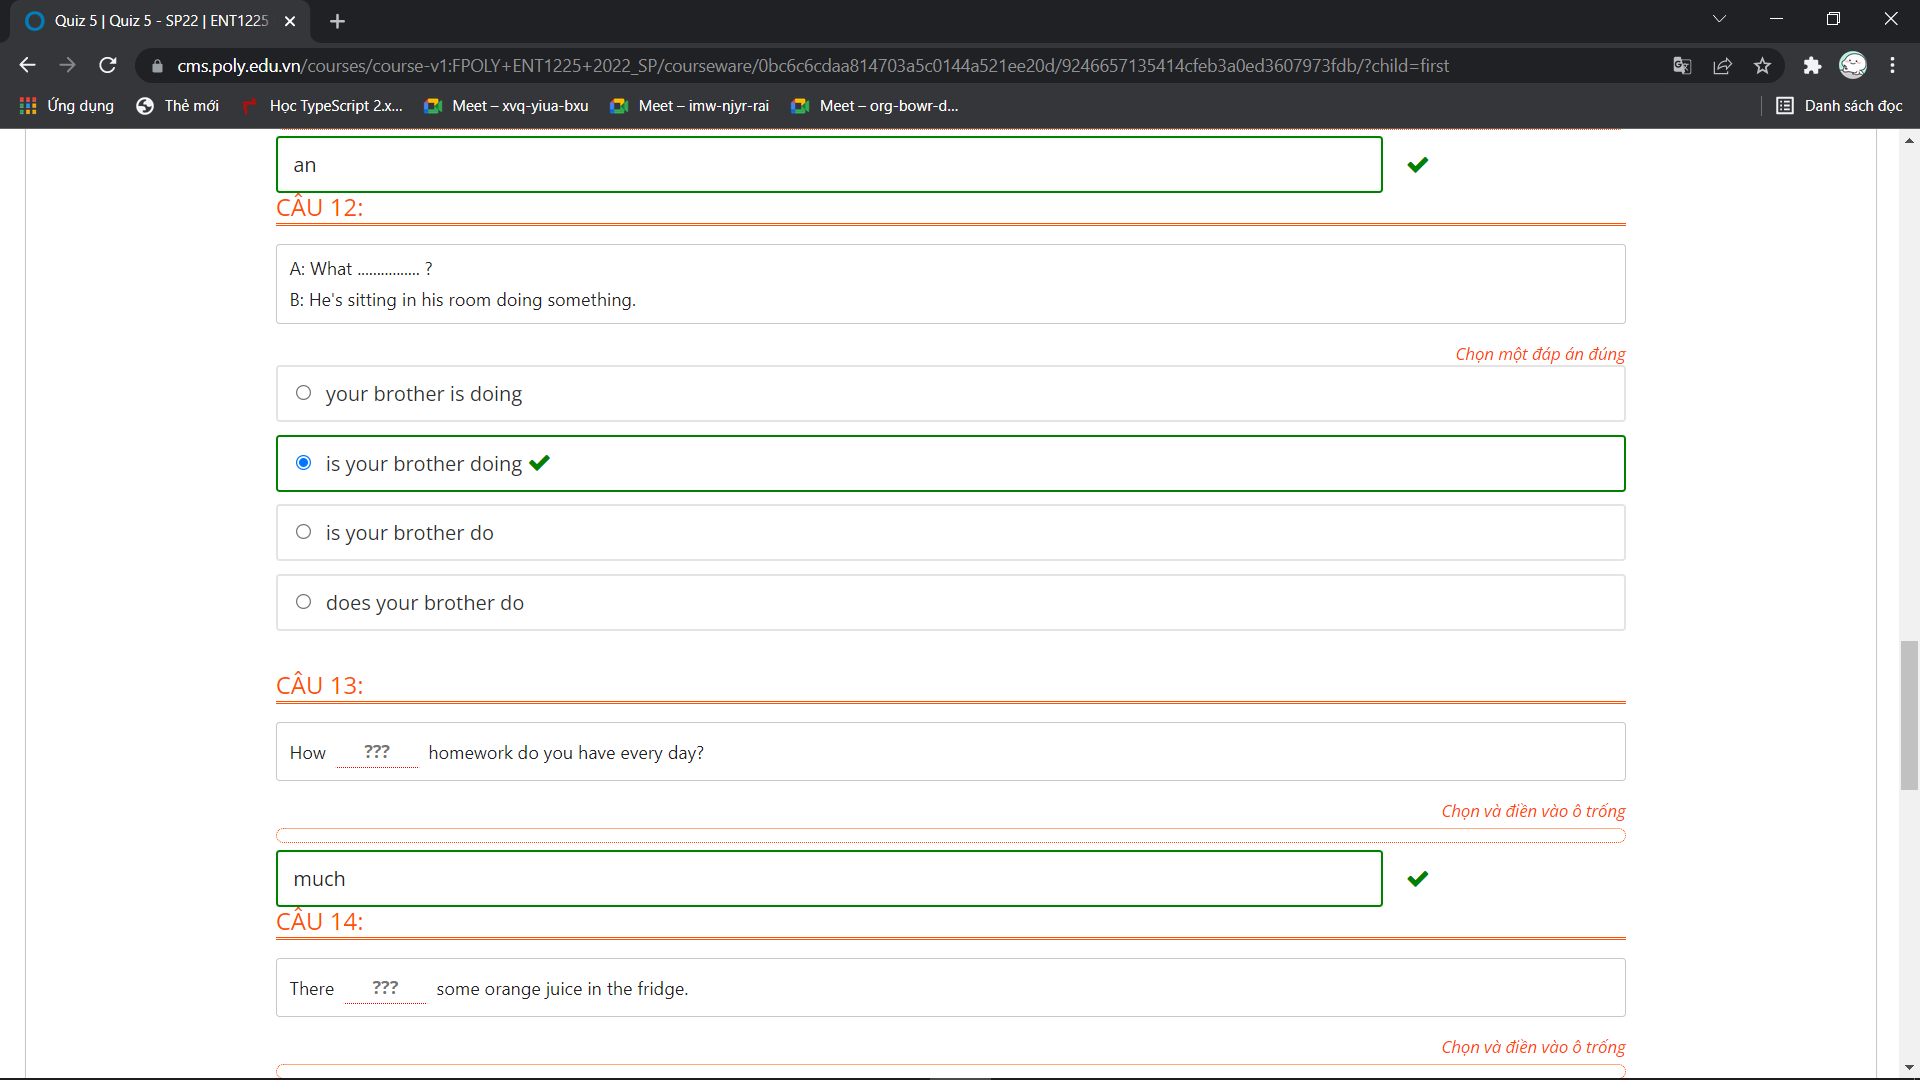 Quiz 5 | Quiz 5 - SP22 | ENT1225
cms.poly.edu.vn/courses/course-v1:FPOLY+ENT1225+2022_SP/courseware/0bc6c6cdaa814703a5c0144a521ee20d/9246657135414cfeb3a0ed3607973fdb/?child=first
Ứng dụng
Thẻ mới
Học TypeScript 2.x...
Meet – xvq-yiua-bxu
Meet – imw-njyr-rai
Meet – org-bowr-d...
Danh sách đọc
an
CÂU 12:
A: What ................ ?
B: He's sitting in his room doing something.
Chọn một đáp án đúng
your brother is doing
is your brother doing
is your brother do
does your brother do
CÂU 13:
How ??? homework do you have every day?
Chọn và điền vào ô trống
much
CÂU 14:
There ??? some orange juice in the fridge.
Chọn và điền vào ô trống